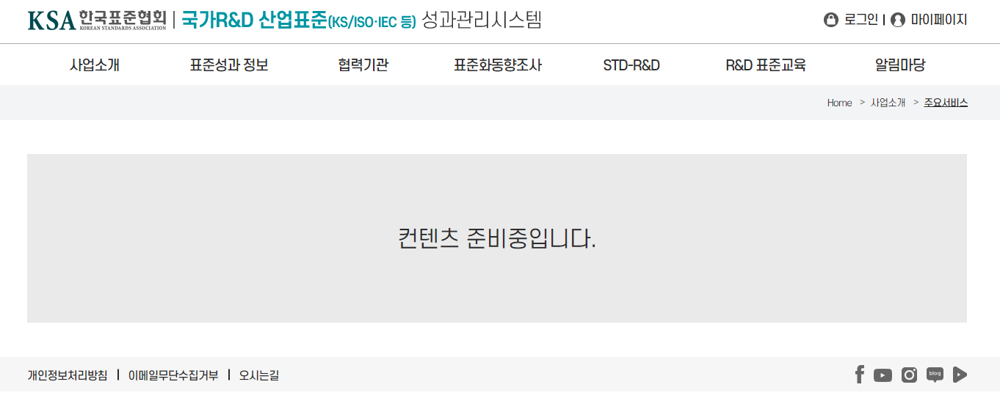 KSA 한국표준협회 KOREAN STANDARDS ASSOCIATION | 국가R&D 산업표준(KS/ISO·IEC 등) 성과관리시스템
로그인 | 마이페이지
사업소개 표준성과 정보 협력기관 표준화동향조사 STD-R&D R&D 표준교육 알림마당
Home > 사업소개 > 주요서비스
컨텐츠 준비중입니다.
개인정보처리방침 | 이메일무단수집거부 | 오시는길
blog